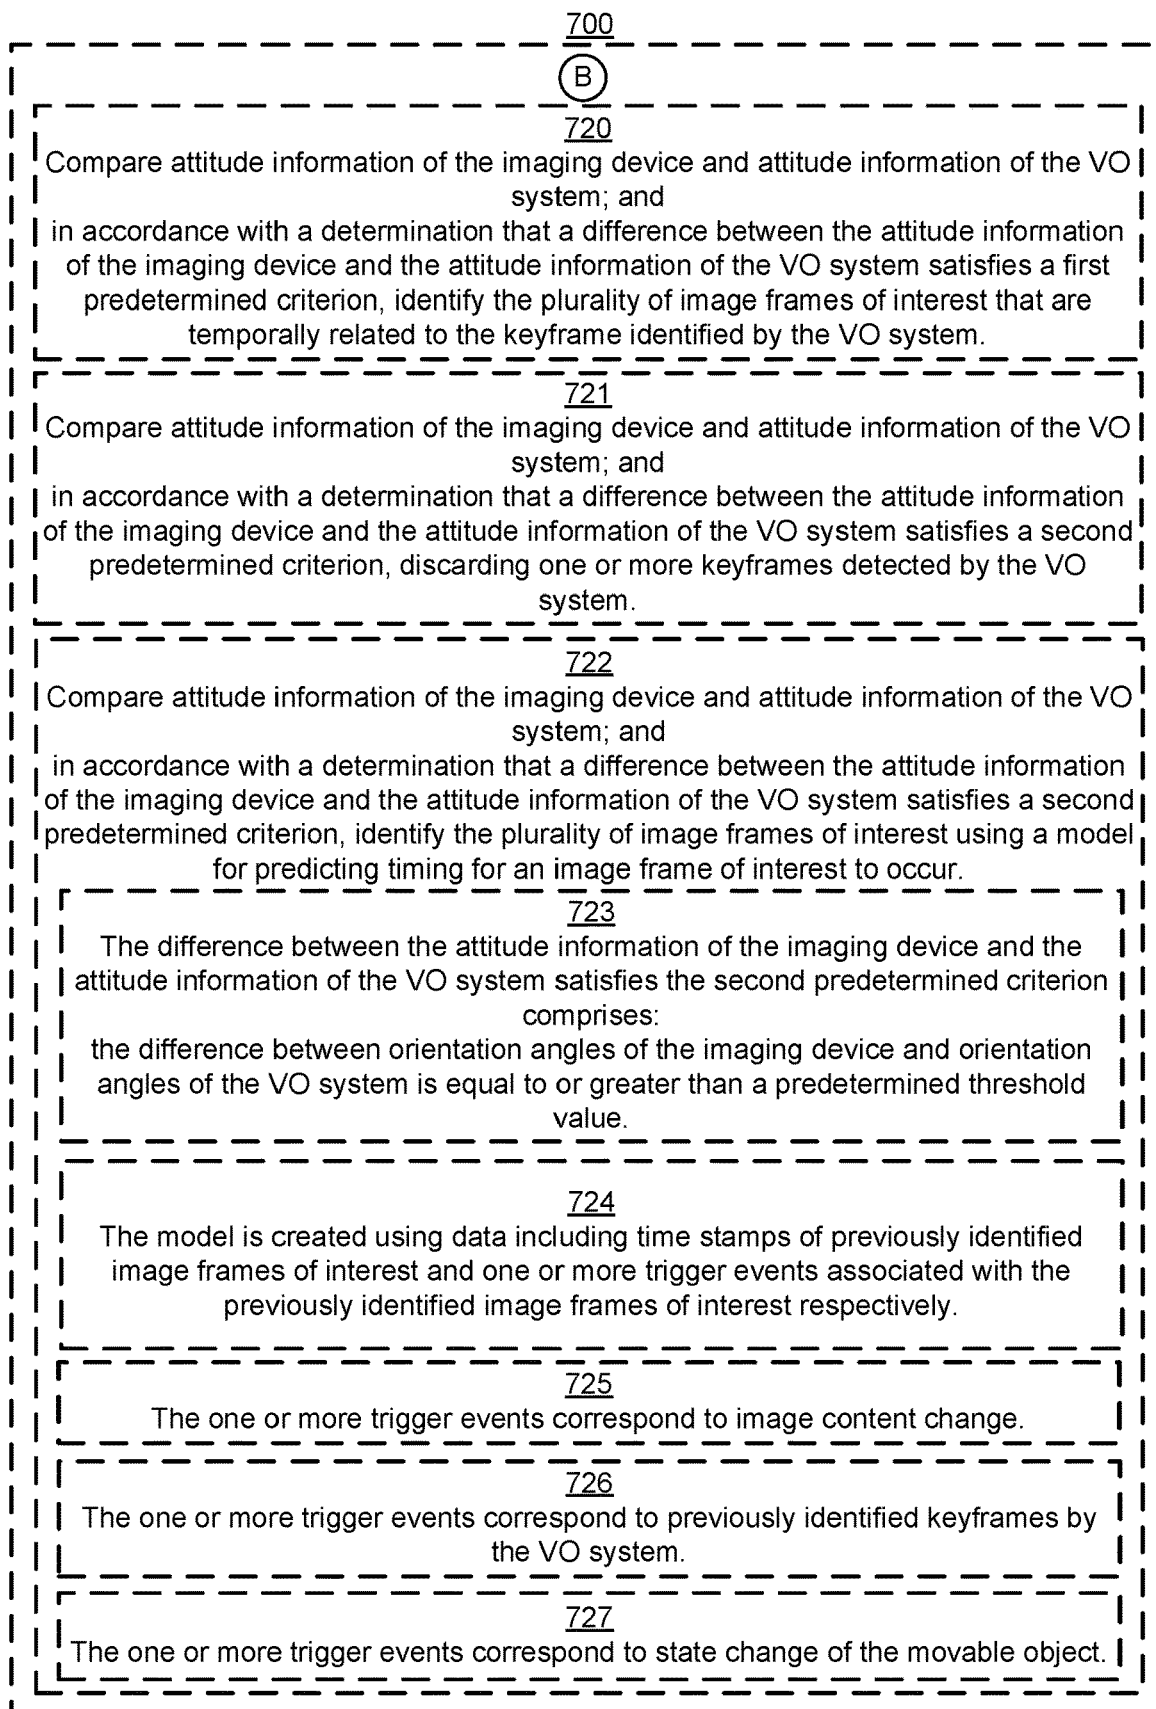 700
B
720
Compare attitude information of the imaging device and attitude information of the VO
system; and
in accordance with a determination that a difference between the attitude information
of the imaging device and the attitude information of the VO system satisfies a first
predetermined criterion, identify the plurality of image frames of interest that are
temporally related to the keyframe identified by the VO system.
721
Compare attitude information of the imaging device and attitude information of the VO
system; and
in accordance with a determination that a difference between the attitude information
of the imaging device and the attitude information of the VO system satisfies a second
predetermined criterion, discarding one or more keyframes detected by the VO
system.
722
Compare attitude information of the imaging device and attitude information of the VO
system; and
in accordance with a determination that a difference between the attitude information
of the imaging device and the attitude information of the VO system satisfies a second
predetermined criterion, identify the plurality of image frames of interest using a model
for predicting timing for an image frame of interest to occur.
723
The difference between the attitude information of the imaging device and the
attitude information of the VO system satisfies the second predetermined criterion
comprises:
the difference between orientation angles of the imaging device and orientation
angles of the VO system is equal to or greater than a predetermined threshold
value.
724
The model is created using data including time stamps of previously identified
image frames of interest and one or more trigger events associated with the
previously identified image frames of interest respectively.
725
The one or more trigger events correspond to image content change.
726
The one or more trigger events correspond to previously identified keyframes by
the VO system.
727
The one or more trigger events correspond to state change of the movable object.